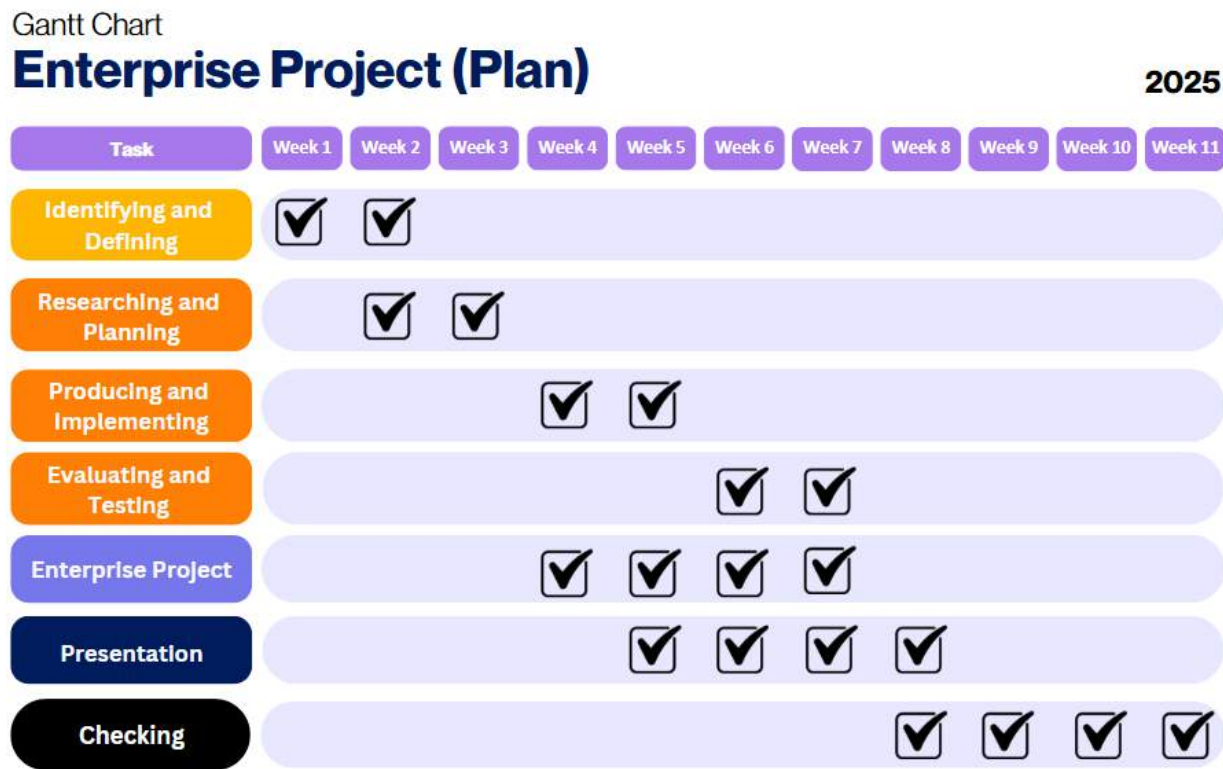 Gantt Chart
Enterprise Project (Plan)
2025
Task Week 1 Week 2 Week 3 Week 4 Week 5 Week 6 Week 7 Week 8 Week 9 Week 10 Week 11
Identifying and
Defining
Researching and
Planning
Producing and
Implementing
Evaluating and
Testing
Enterprise Project
Presentation
Checking